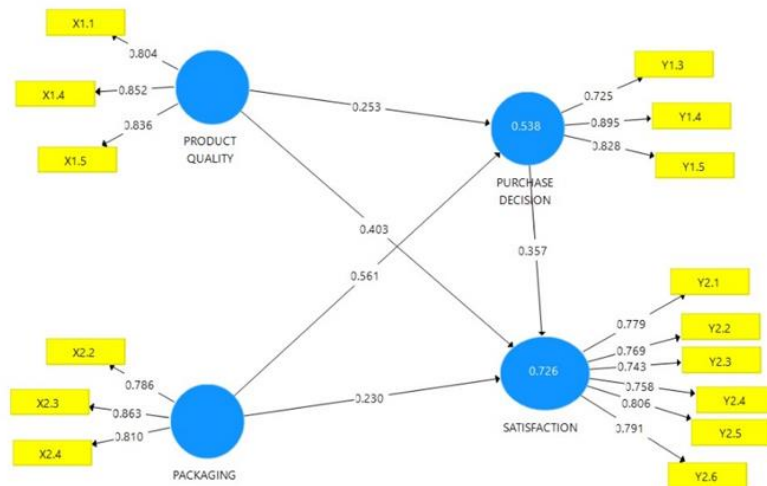 X1.1
0.804
X1.4
0.852
0.836
X1.5
PRODUCT
QUALITY
0.253
Y1.3
0.725
0.538
0.895
Y1.4
0.828
Y1.5
PURCHASE
DECISION
0.403
0.357
0.561
Y2.1
0.779
Y2.2
0.769
0.743
Y2.3
0.726
0.758
Y2.4
0.806
Y2.5
0.791
Y2.6
SATISFACTION
X2.2
0.786
X2.3
0.863
0.810
X2.4
0.230
PACKAGING